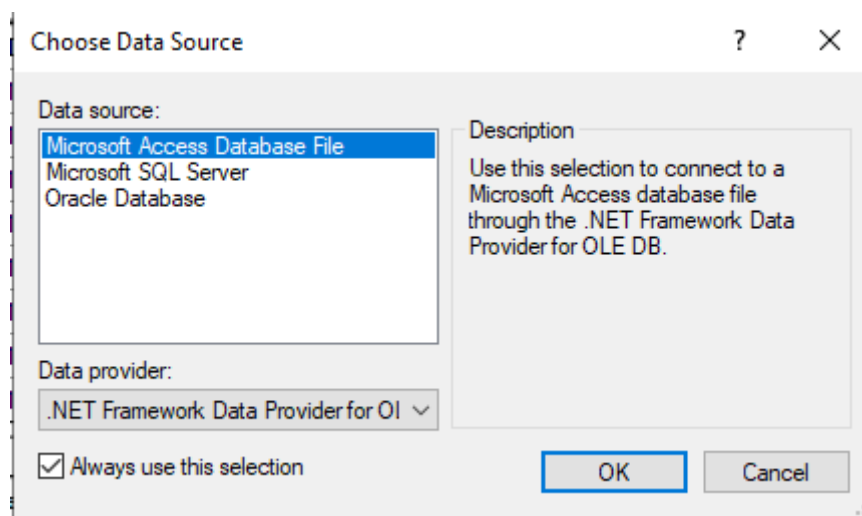 Choose Data Source
?
Data source:
Microsoft Access Database File
Microsoft SQL Server
Oracle Database
Description
Use this selection to connect to a
Microsoft Access database file
through the .NET Framework Data
Provider for OLE DB.
Data provider:
.NET Framework Data Provider for Ol
Always use this selection
OK
Cancel